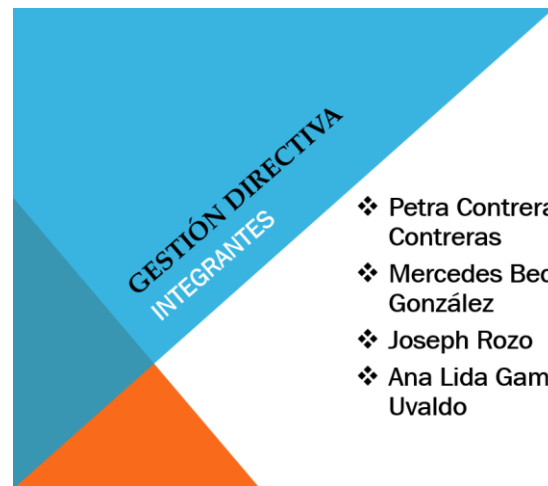 GESTIÓN DIRECTIVA
INTEGRANTES
❖ Petra
Contreras
❖ Mercedes
González
❖ Joseph Rozo
❖ Ana Lida
Uvaldo